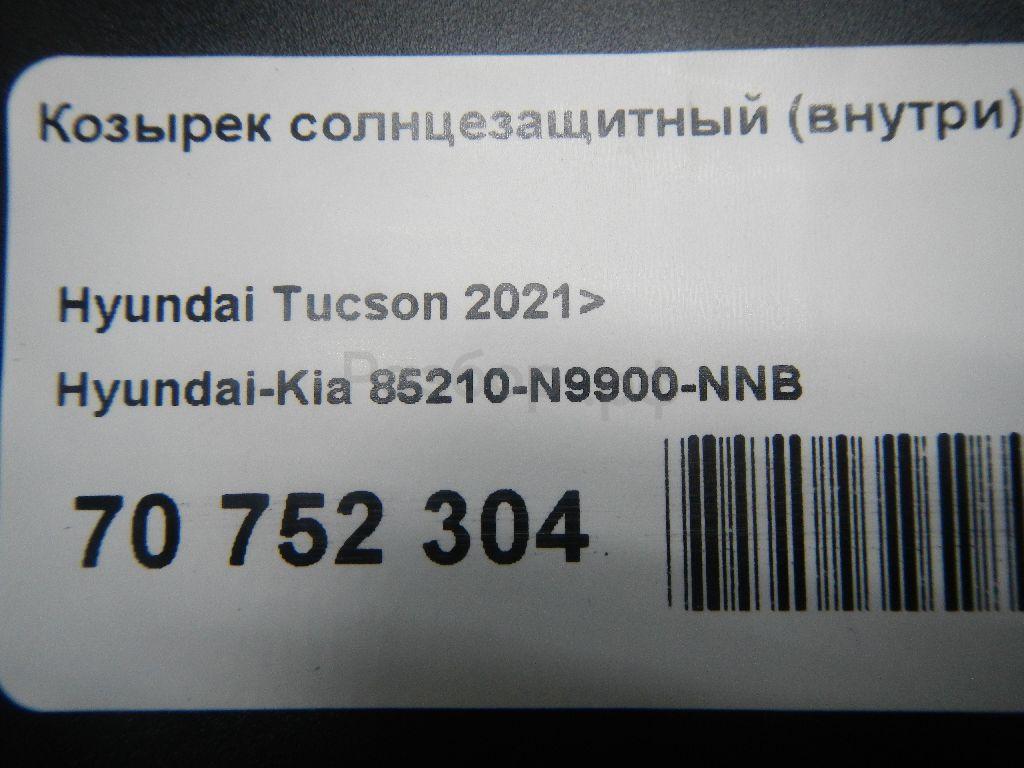 Козырек солнцезащитный (внутри)
Hyundai Tucson 2021>
Hyundai-Kia 85210-N9900-NNB
70 752 304